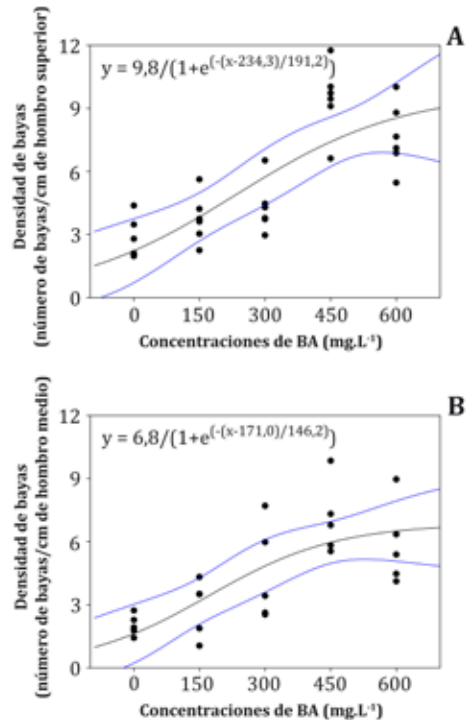 A
Densidad de bayas
(número de bayas/cm de hombro superior)
12
9
6
3
0
y = 9,8/(1+e^(-(x-234,3)/191,2))
0 150 300 450 600
Concentraciones de BA (mg.L⁻¹)
B
Densidad de bayas
(número de bayas/cm de hombro medio)
12
9
6
3
0
y = 6,8/(1+e^(-(x-171,0)/146,2))
0 150 300 450 600
Concentraciones de BA (mg.L⁻¹)